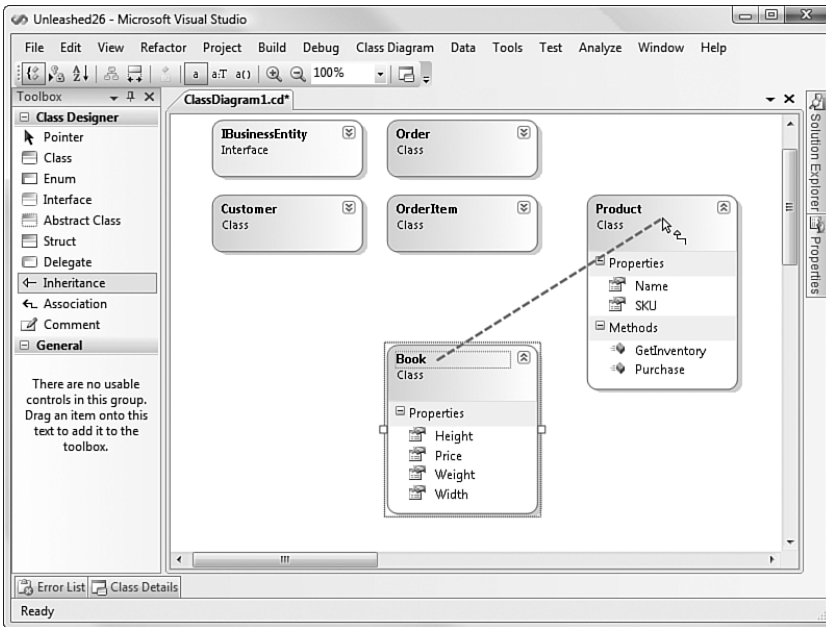 Unleashed26 - Microsoft Visual Studio
File Edit View Refactor Project Build Debug Class Diagram Data Tools Test Analyze Window Help
a a:T a() 100%
Toolbox
ClassDiagram1.cd*
Class Designer
Pointer
Class
Enum
Interface
Abstract Class
Struct
Delegate
Inheritance
Association
Comment
General
There are no usable
controls in this group.
Drag an item onto this
text to add it to the
toolbox.
IBusinessEntity
Interface
Order
Class
Customer
Class
OrderItem
Class
Product
Class
Properties
Name
SKU
Methods
GetInventory
Purchase
Book
Class
Properties
Height
Price
Weight
Width
Solution Explorer
Properties
Error List Class Details
Ready